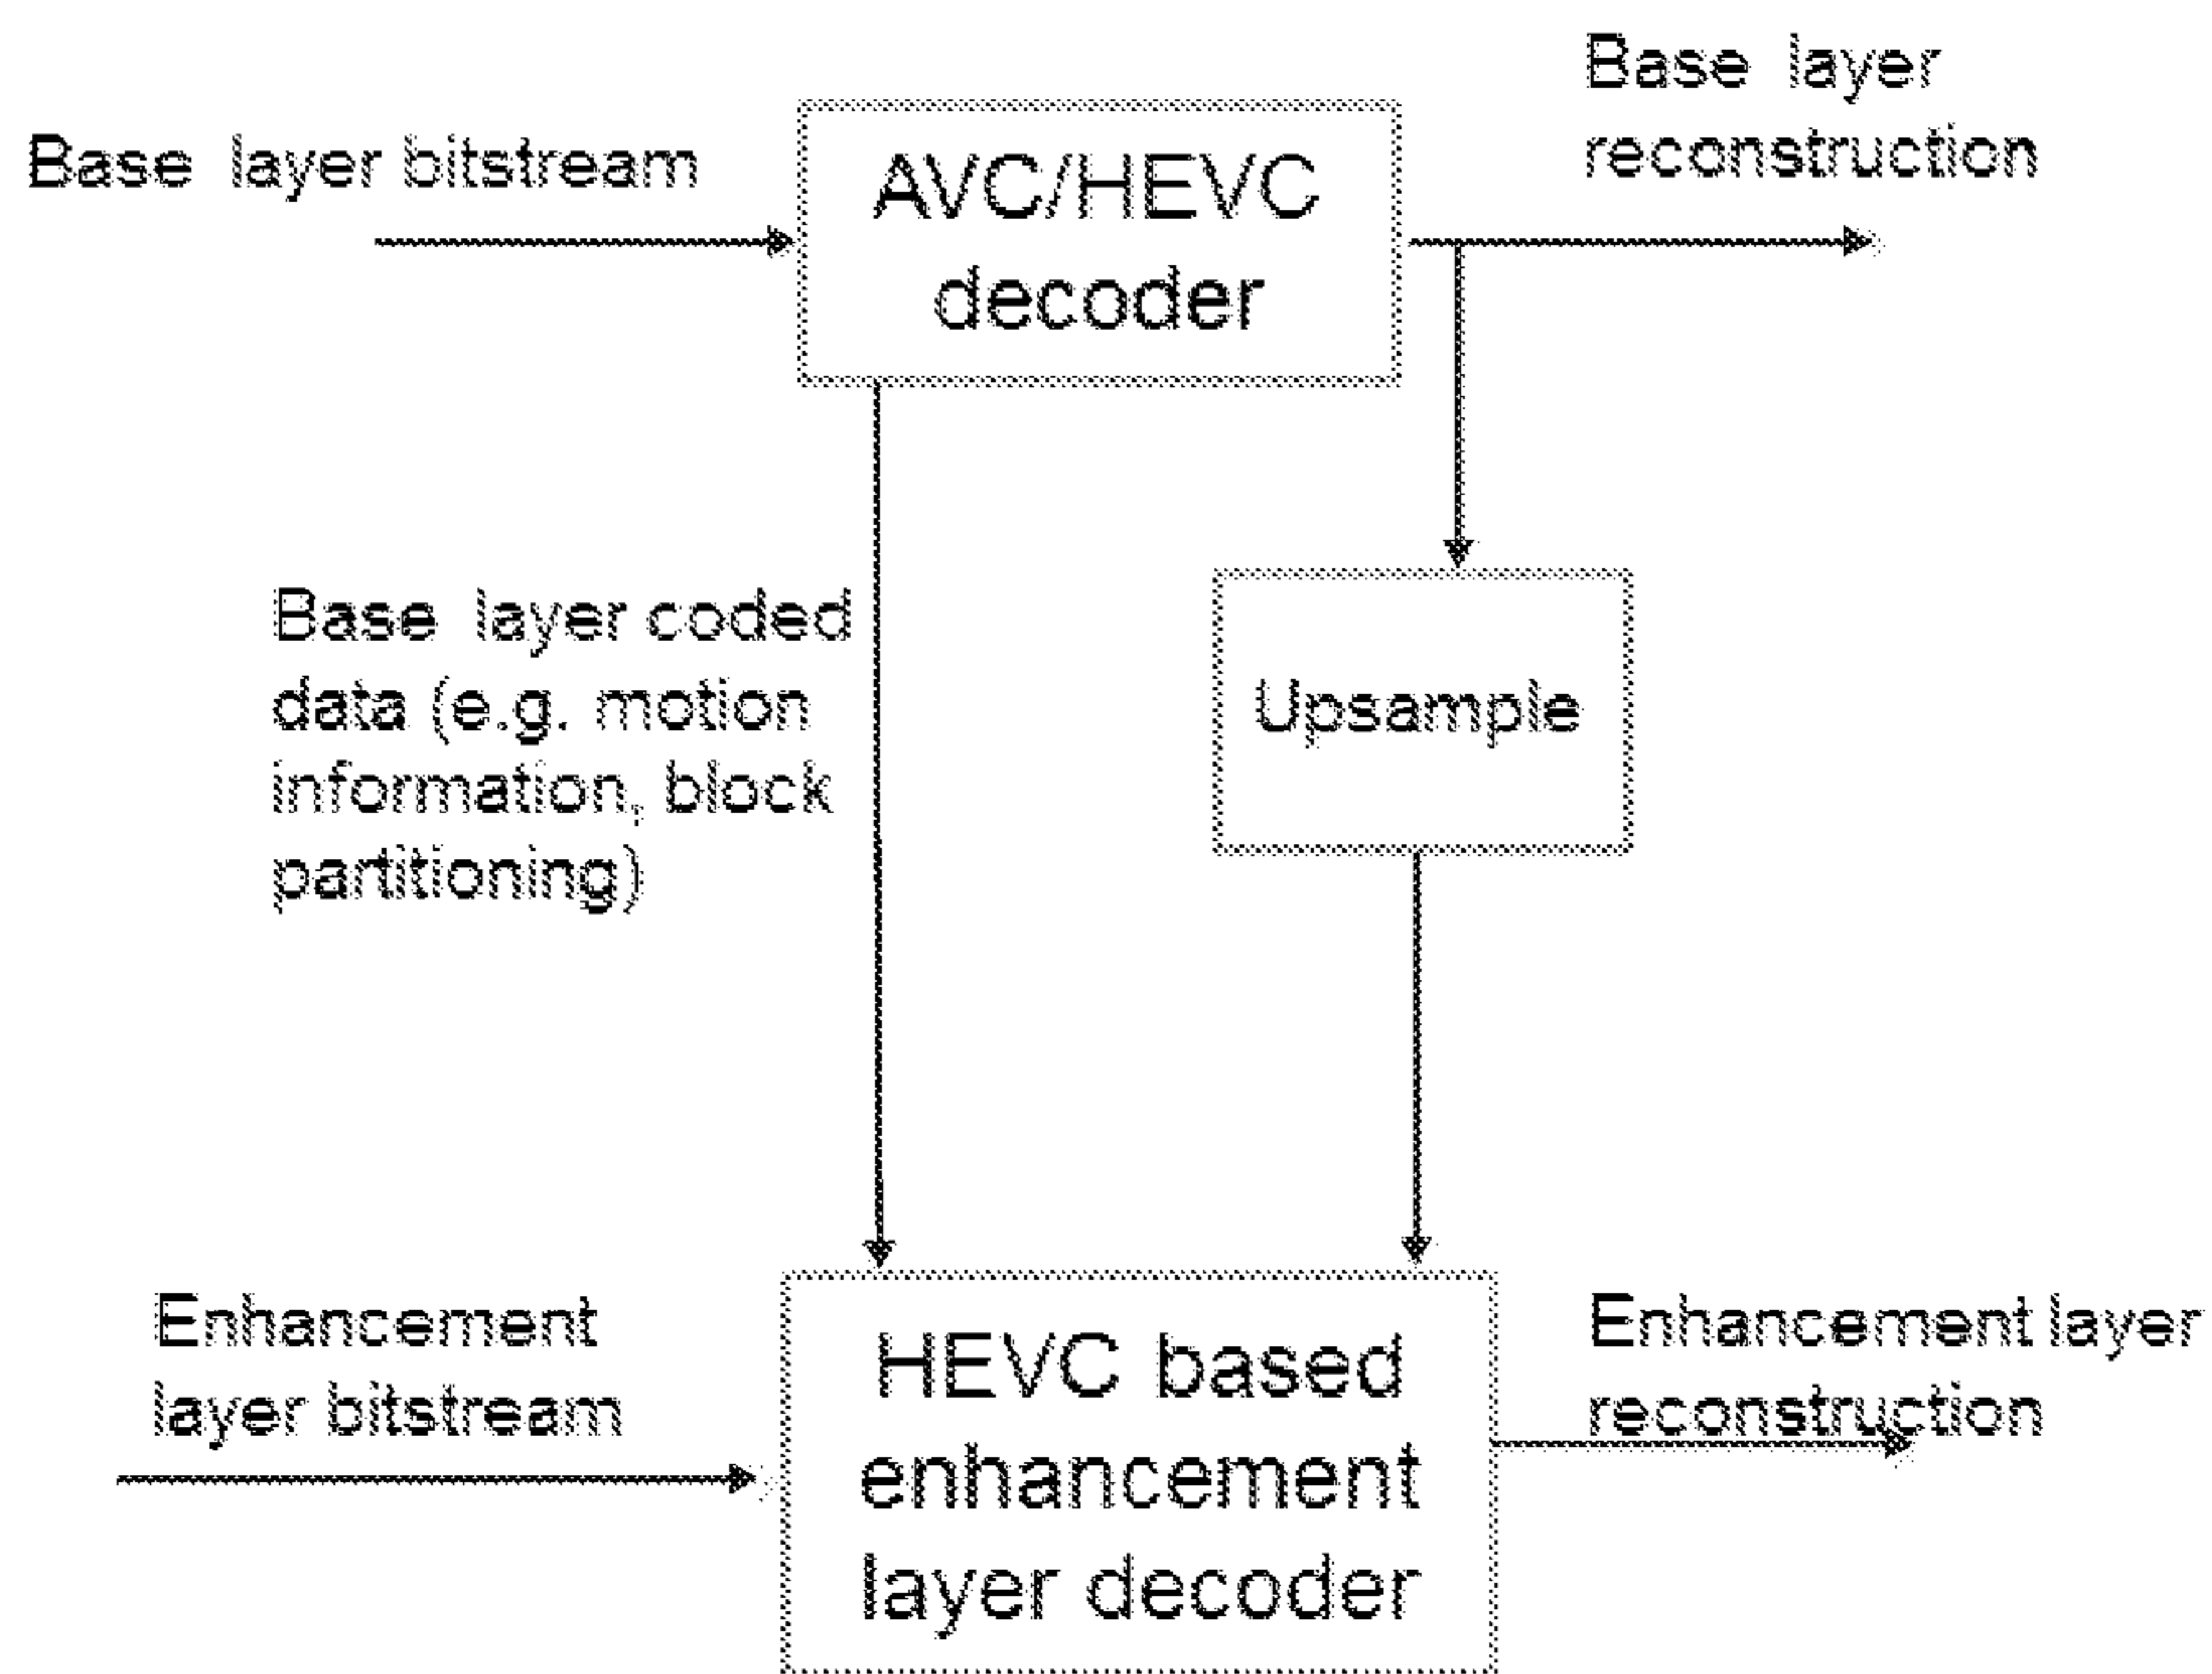 Base layer
reconstruction
Base layer bitstream
AVC/HEVC
decoder
Base layer coded
data (e.g. motion
information, block
partitioning)
Upsample
Enhancement
layer bitstream
HEVC based
enhancement
layer decoder
Enhancement layer
reconstruction